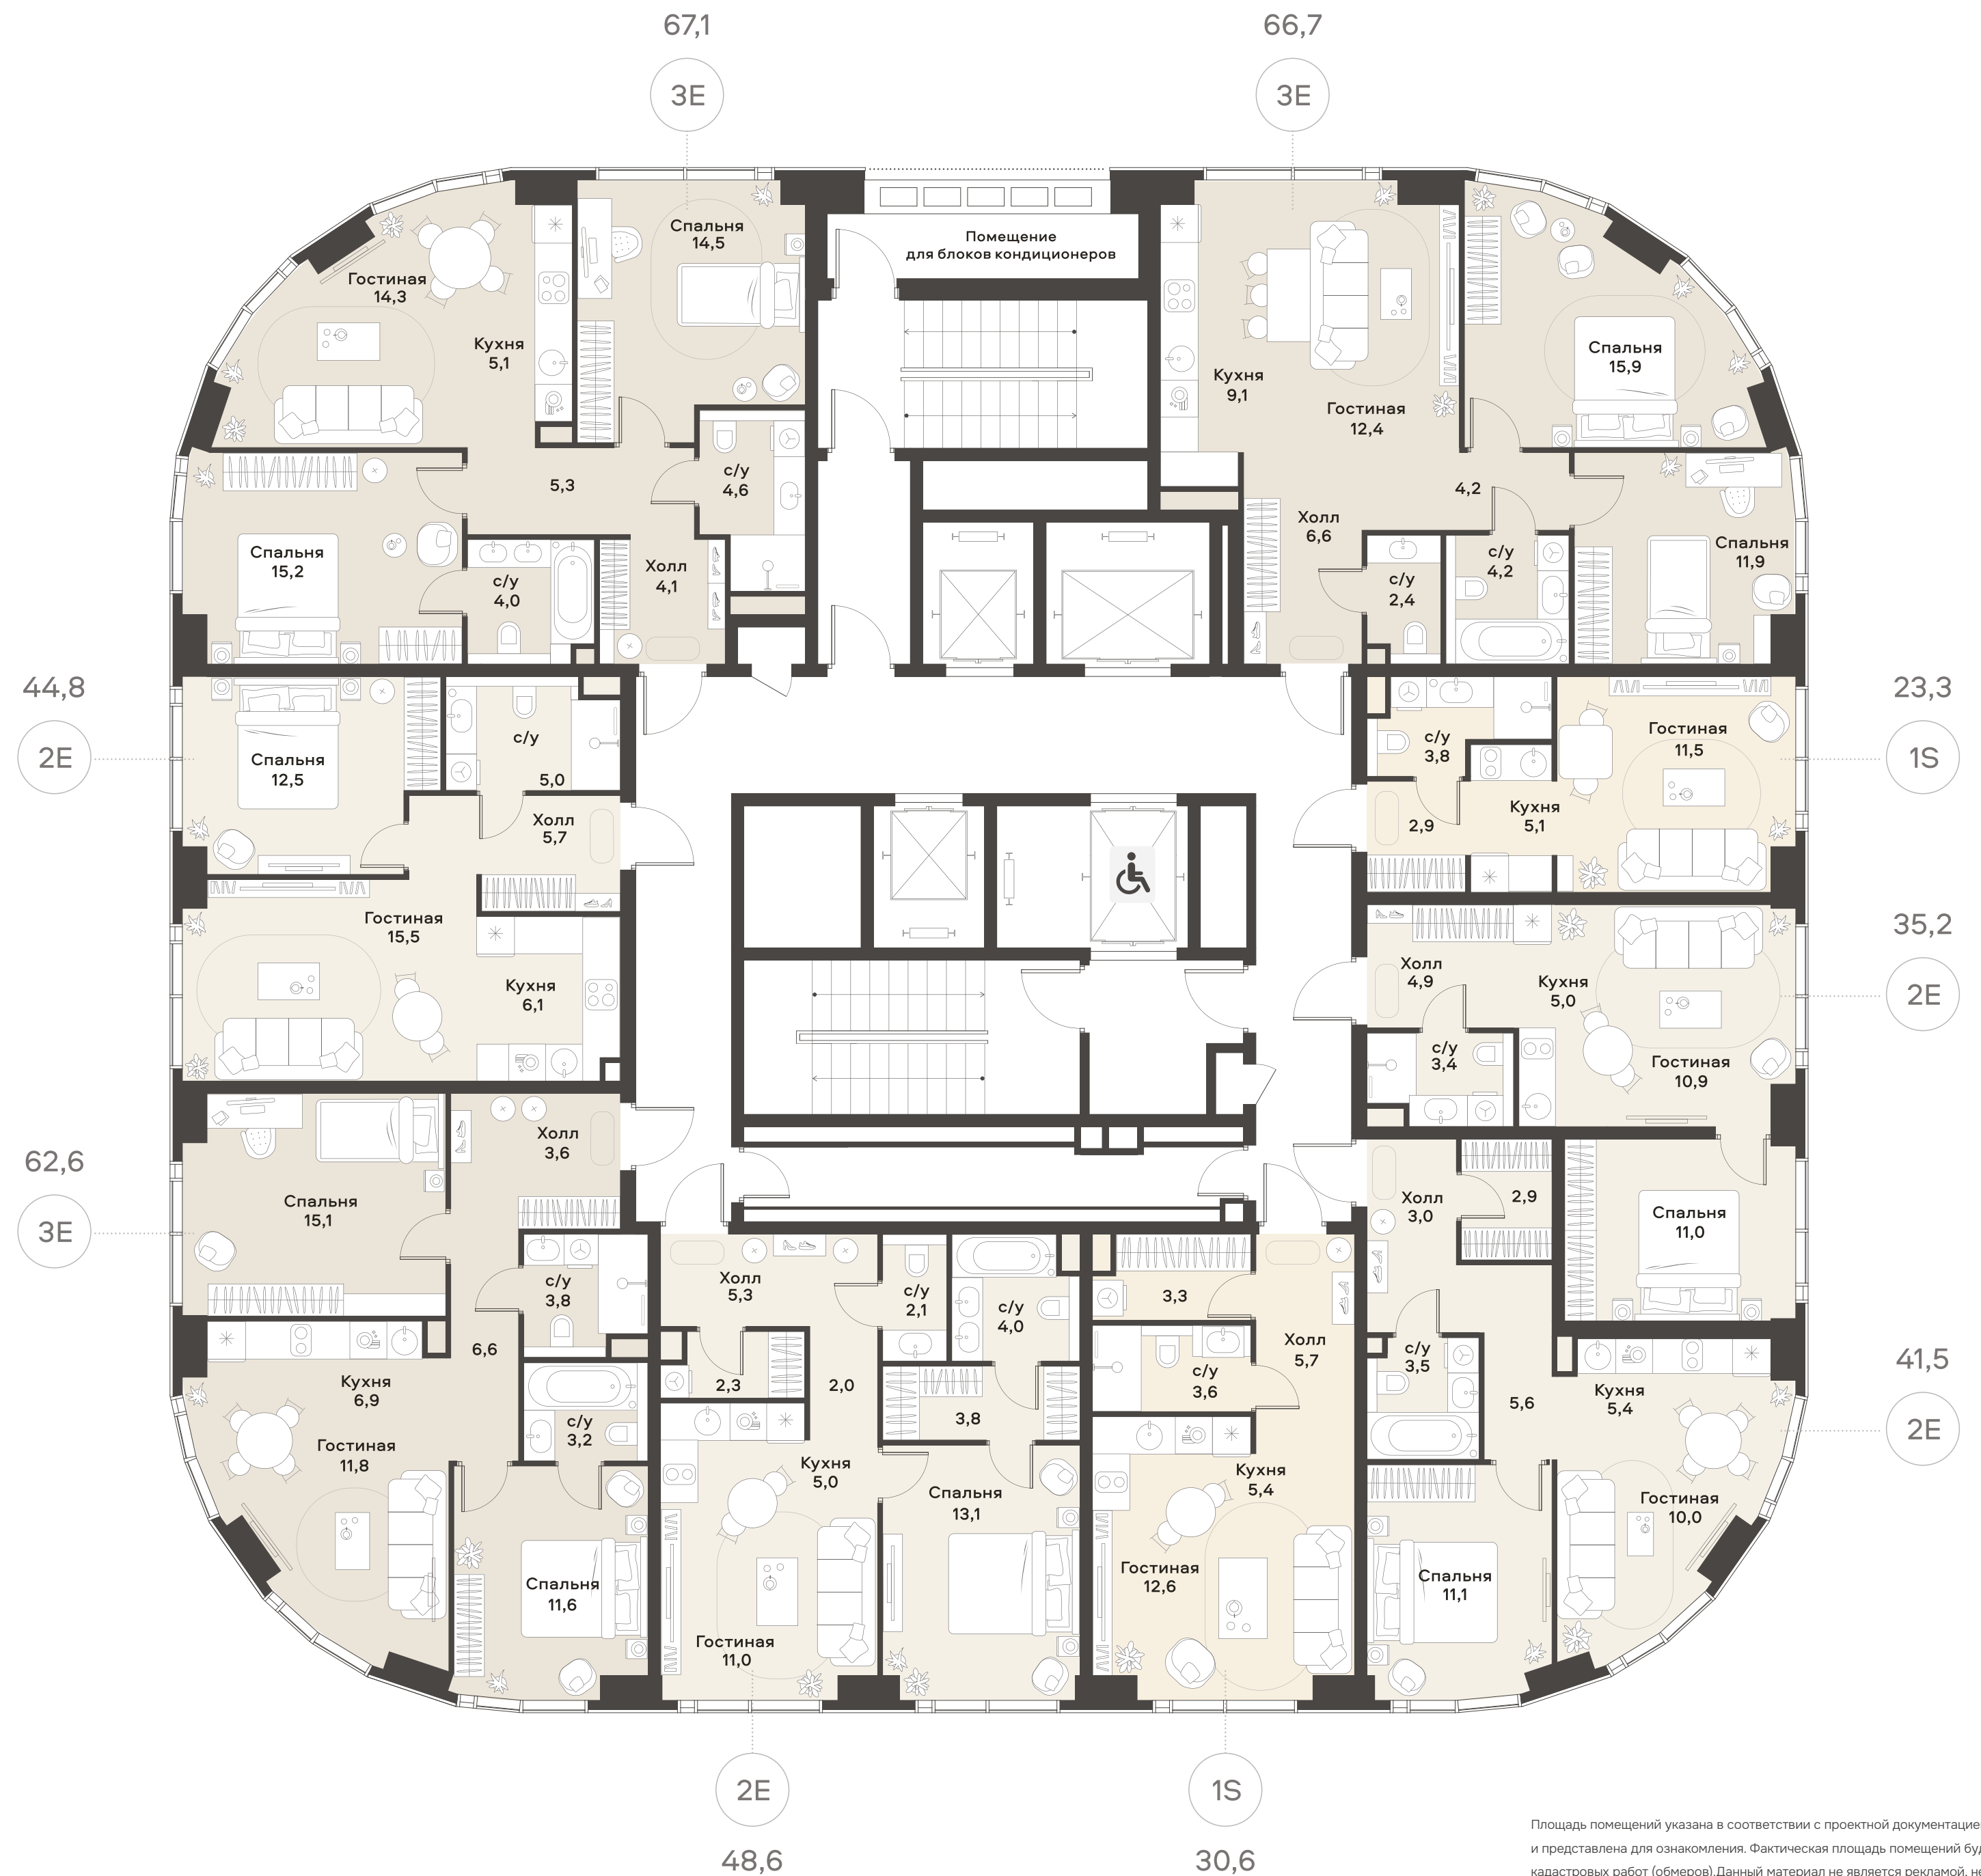 67,1
66,7
3E
3E
Спальня
14,5
Гостиная
14,3
Кухня
5,1
5,3
с/у
4,6
Спальня
15,2
с/у
4,0
Холл
4,1
Помещение
для блоков кондиционеров
Кухня
9,1
Гостиная
12,4
Спальня
15,9
4,2
Холл
6,6
с/у
2,4
с/у
4,2
Спальня
11,9
44,8
2E
Спальня
12,5
с/у
5,0
Холл
5,7
Гостиная
15,5
Кухня
6,1
23,3
1S
с/у
3,8
Гостиная
11,5
2,9
Кухня
5,1
35,2
2E
Холл
4,9
Кухня
5,0
с/у
3,4
Гостиная
10,9
Спальня
11,0
62,6
3E
Холл
3,6
Спальня
15,1
с/у
3,8
6,6
Кухня
6,9
Гостиная
11,8
с/у
3,2
Спальня
11,6
Холл
5,3
с/у
2,1
с/у
4,0
2,3
2,0
3,8
Кухня
5,0
Спальня
13,1
Гостиная
11,0
3,3
Холл
5,7
с/у
3,6
Кухня
5,4
Гостиная
12,6
41,5
2E
Холл
3,0
2,9
с/у
3,5
5,6
Кухня
5,4
Гостиная
10,0
Спальня
11,1
2E
1S
48,6
30,6
Площадь помещений указана в соответствии с проектной документацие
и представлена для ознакомления. Фактическая площадь помещений бу
кадастровых работ (обмеров).Данный материал не является рекламой, не